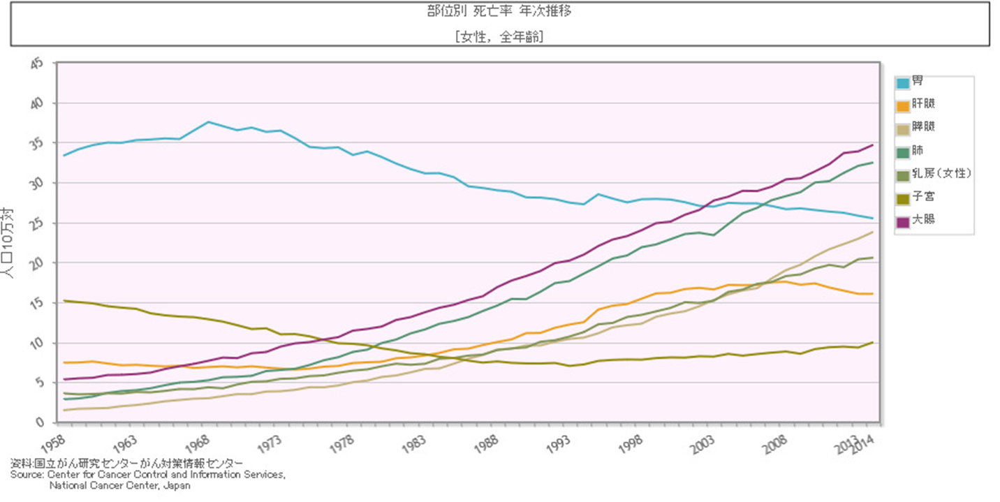 部位別 死亡率 年次推移
[女性, 全年齢]
45
40
35
30
25
20
15
10
5
0
人口10万対
1958
1963
1968
1973
1978
1983
1988
1993
1998
2003
2008
2013
2014
胃
肝臓
膵臓
肺
乳房(女性)
子宮
大腸
資料:国立がん研究センターがん対策情報センター
Source: Center for Cancer Control and Information Services,
National Cancer Center, Japan